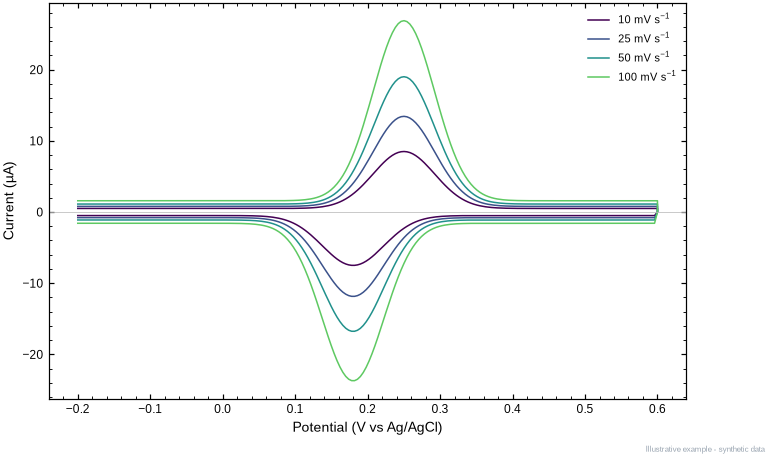 10 mV s⁻¹
25 mV s⁻¹
50 mV s⁻¹
100 mV s⁻¹
20
10
0
−10
−20
Current (µA)
−0.2 −0.1 0.0 0.1 0.2 0.3 0.4 0.5 0.6
Potential (V vs Ag/AgCl)
Illustrative example - synthetic data